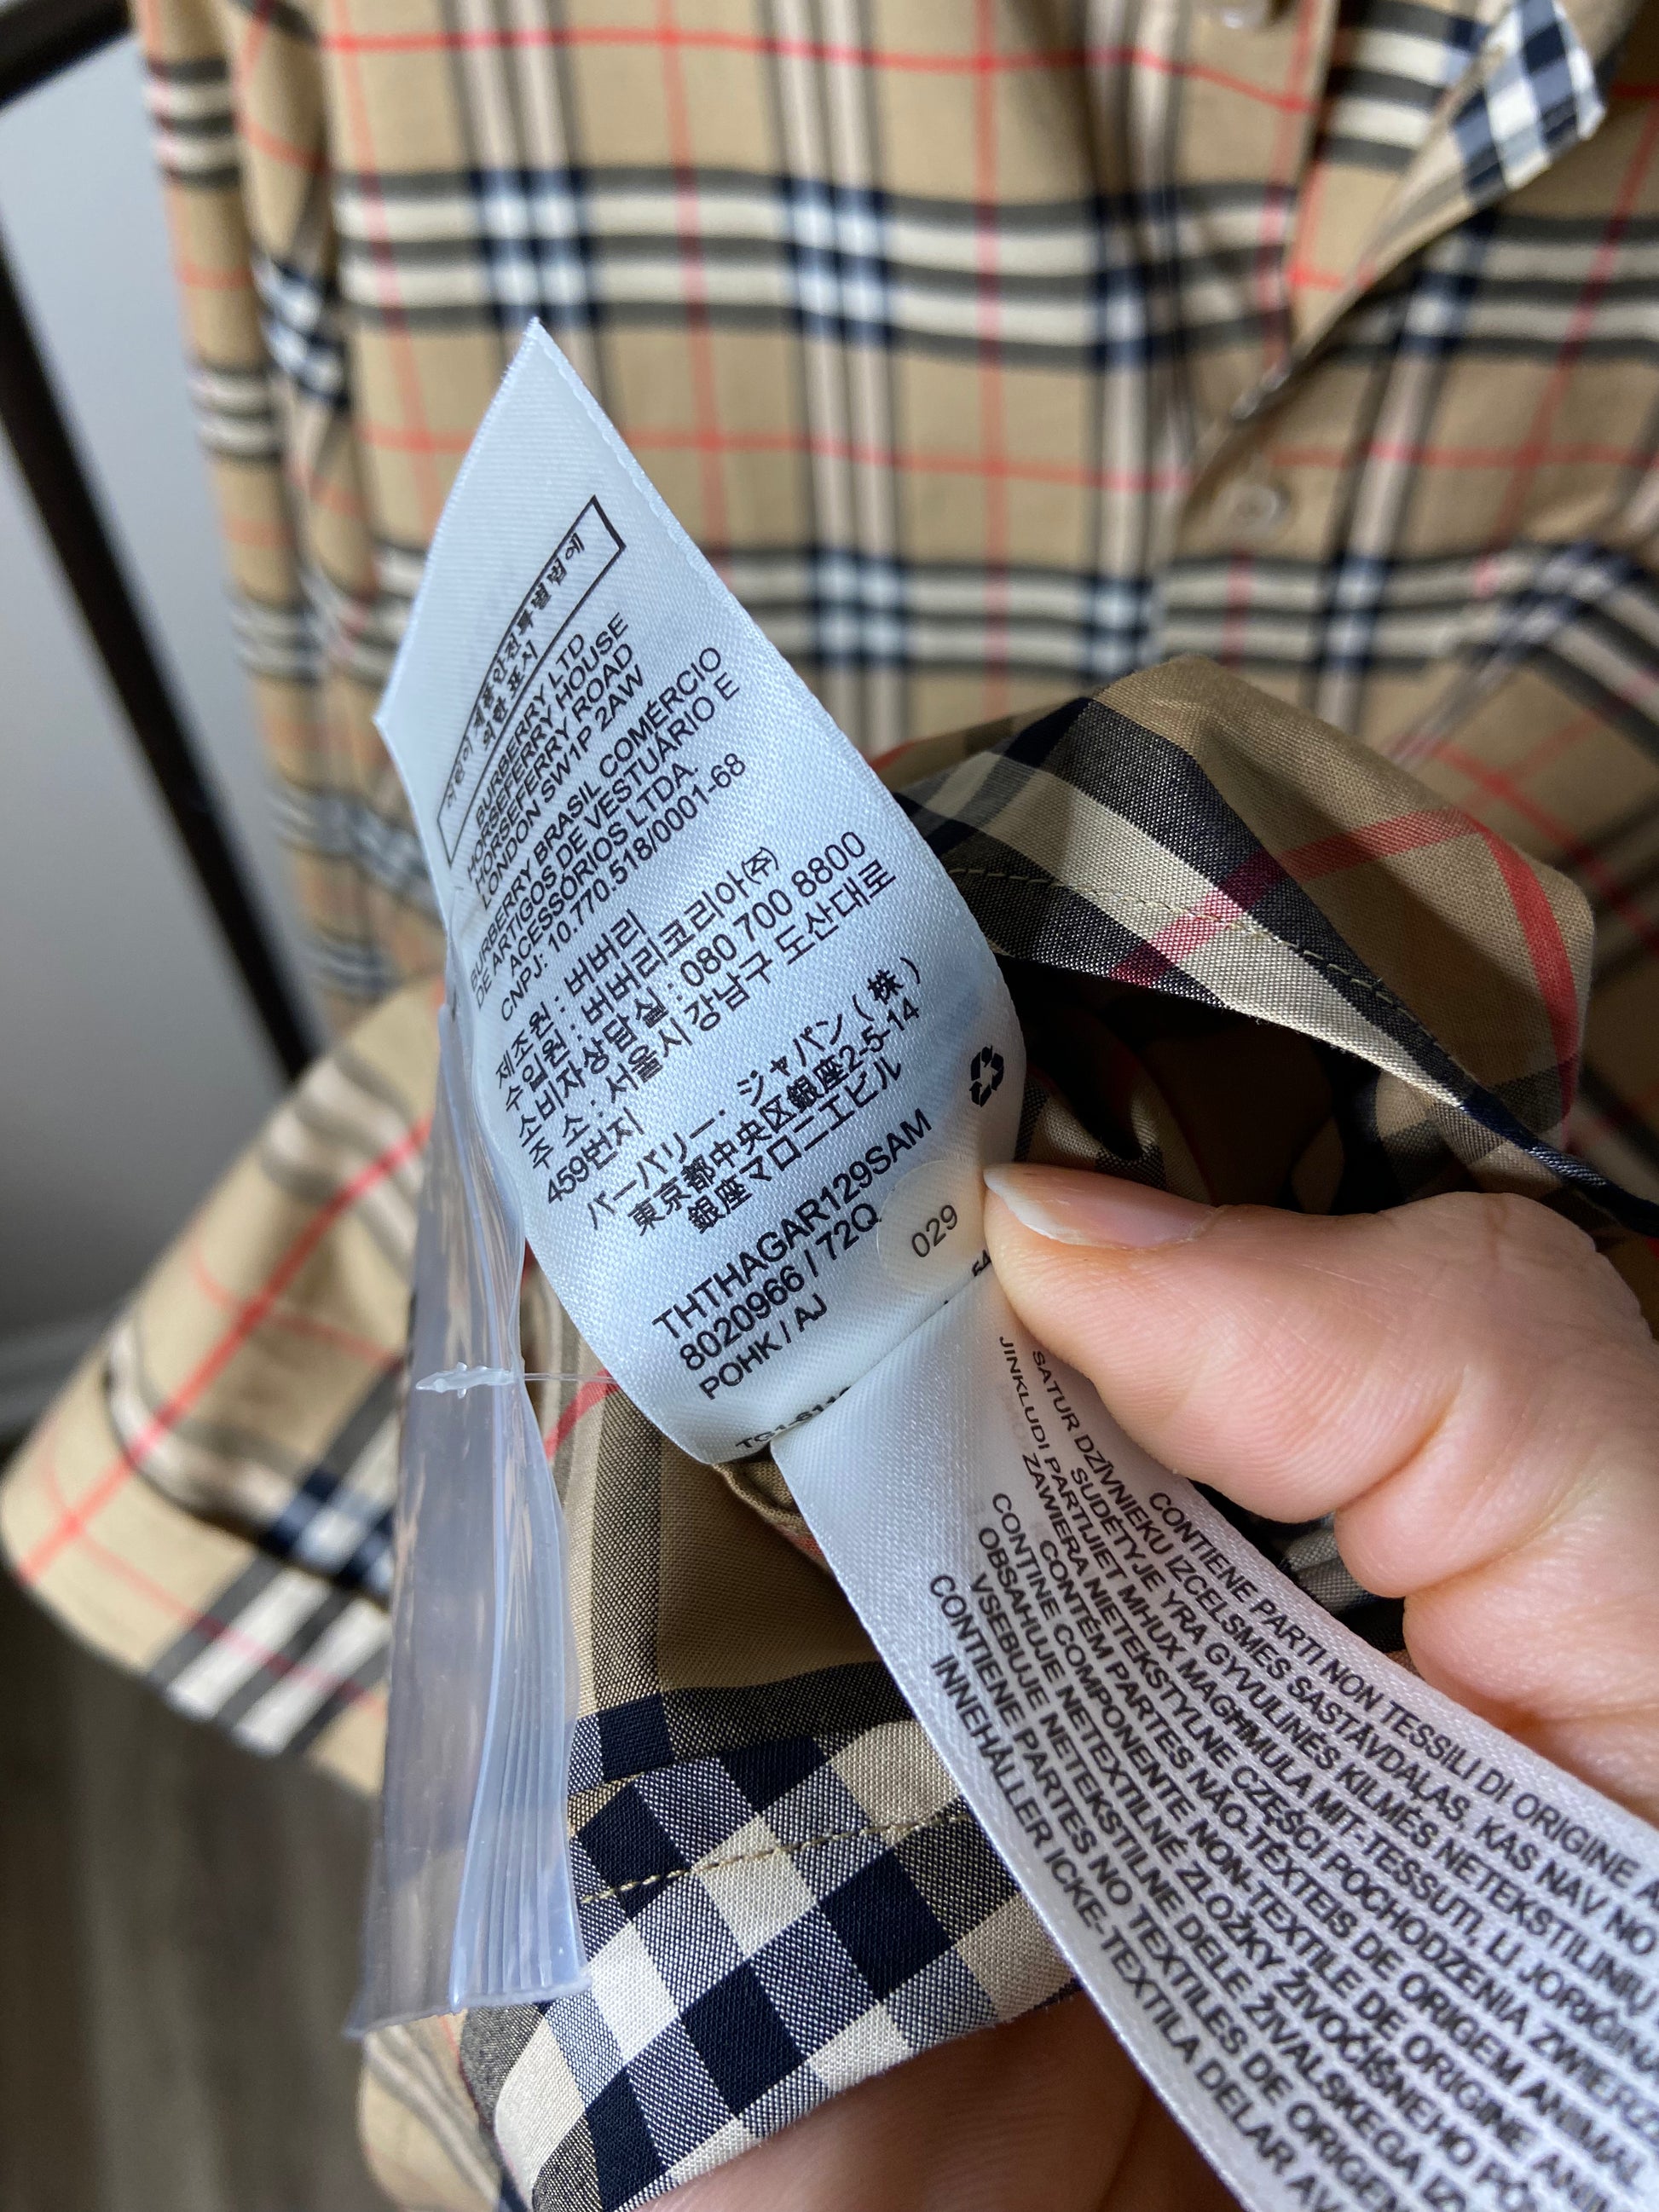 어린이제품안전특별법에
의한 표시
BURBERRY LTD
HORSEFERRY HOUSE
HORSEFERRY ROAD
LONDON SW1P 2AW
BURBERRY BRASIL COMÉRCIO
DE ARTIGOS DE VESTUÁRIO E
ACESSÓRIOS LTDA.
CNPJ: 10.770.518/0001-68
제조원 : 버버리
수입원 : 버버리코리아(주)
소비자상담실 : 080 700 8800
주 소 : 서울시 강남구 도산대로
459번지
バーバリー・ジャパン(株)
東京都中央区銀座2-5-14
銀座マロニエビル
THTHAGAR129SAM
8020966 / 72Q
POHK / AJ
029
CONTIENE PARTI NON TESSILI DI ORIGINE
SATUR DZĪVNIEKU IZCELSMES SASTĀVDAĻAS, KAS NAV NO
SUDĖTYJE YRA GYVULINĖS KILMĖS NETEKSTILINIŲ
JINKLUDI PARTIJIET MHUX MAGĦMULA MIT-TESSUTI, LI JORIĠINA
ZAWIERA NIETEKSTYLNE CZĘŚCI POCHODZENIA
CONTÉM PARTES NÃO-TÊXTEIS DE ORIGEM ANIMAL
CONTINE COMPONENTE NON-TEXTILE DE ORIGINE
OBSAHUJE NETEXTILNÉ ZLOŽKY ŽIVOČÍŠNEHO
VSEBUJE NETEKSTILNE DELE ŽIVALSKEGA
CONTIENE PARTES NO TEXTILES DE ORIGEN
INNEHÅLLER ICKE-TEXTILA DELAR AV